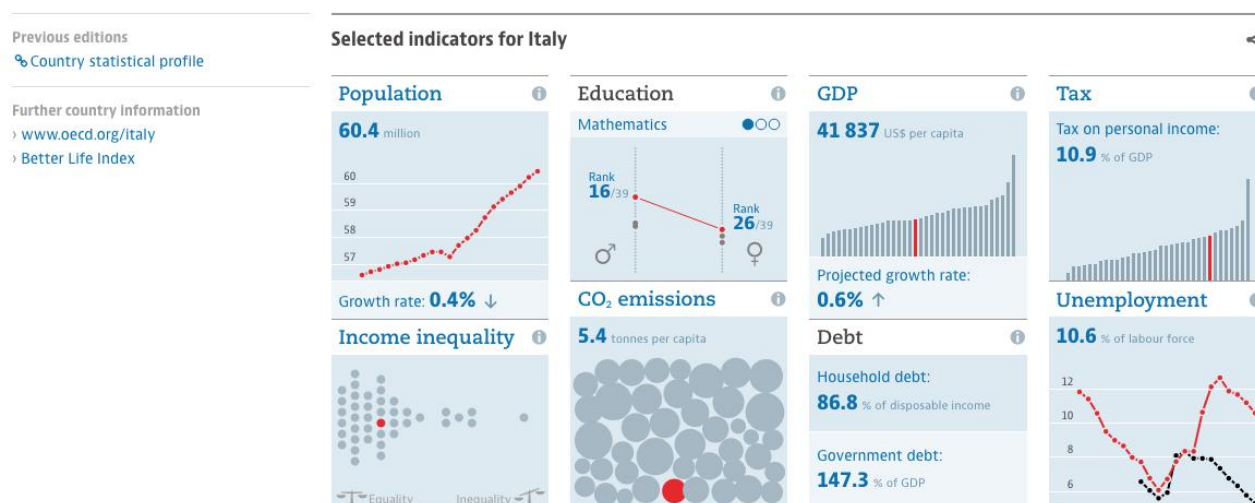 Previous editions
Country statistical profile
Further country information
› www.oecd.org/italy
› Better Life Index
Selected indicators for Italy
Population
60.4 million
60
59
58
57
Growth rate: 0.4% ↓
Income inequality
Equality
Inequality
Education
Mathematics
Rank
16/39
Rank
26/39
CO₂ emissions
5.4 tonnes per capita
GDP
41 837 US$ per capita
Projected growth rate:
0.6% ↑
Debt
Household debt:
86.8 % of disposable income
Government debt:
147.3 % of GDP
Tax
Tax on personal income:
10.9 % of GDP
Unemployment
10.6 % of labour force
12
10
8
6